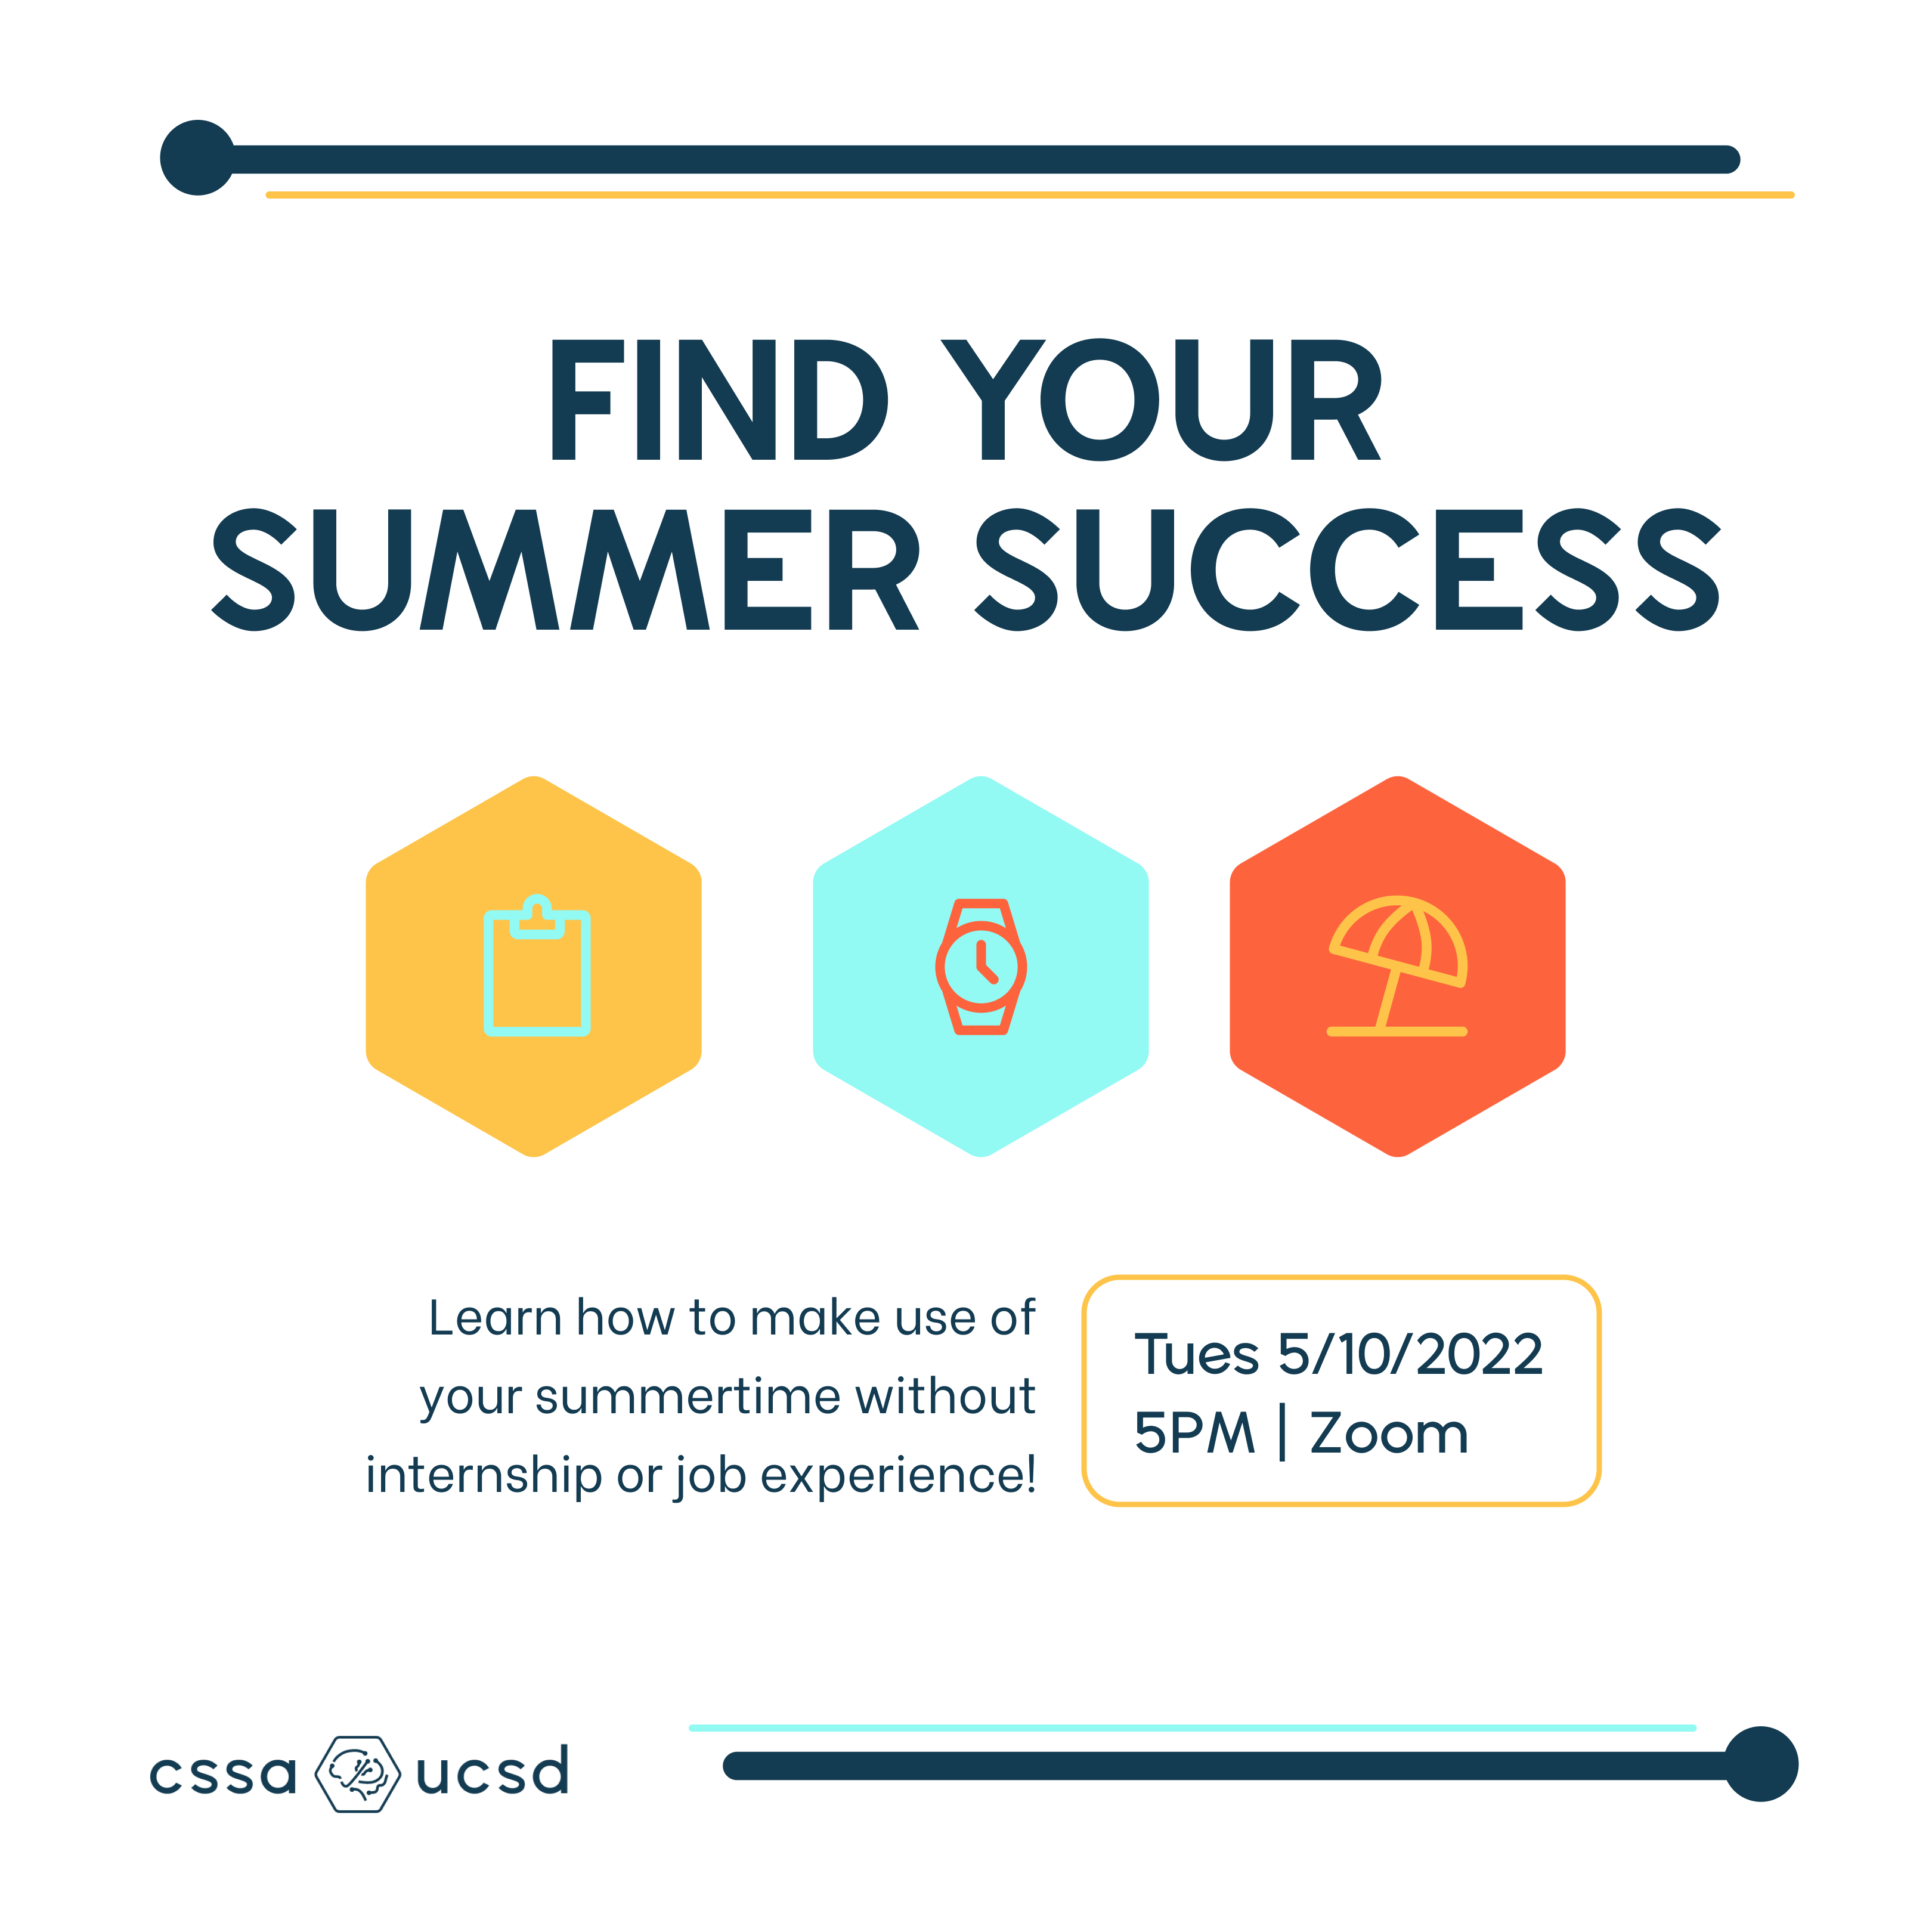 FIND YOUR
SUMMER SUCCESS
Learn how to make use of
your summertime without
internship or job experience!
Tues 5/10/2022
5PM | Zoom
cssa ucsd